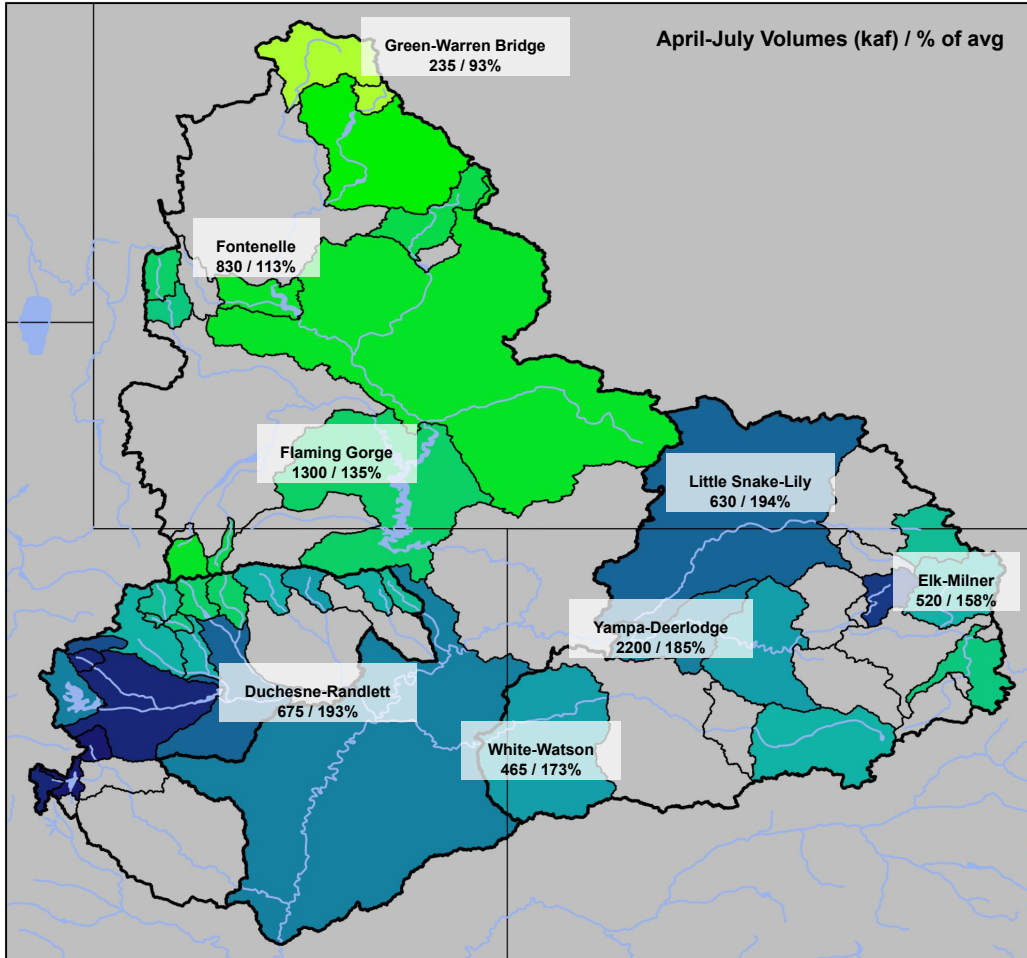 April-July Volumes (kaf) / % of avg
Green-Warren Bridge
235 / 93%
Fontenelle
830 / 113%
Flaming Gorge
1300 / 135%
Little Snake-Lily
630 / 194%
Elk-Milner
520 / 158%
Yampa-Deerlodge
2200 / 185%
Duchesne-Randlett
675 / 193%
White-Watson
465 / 173%